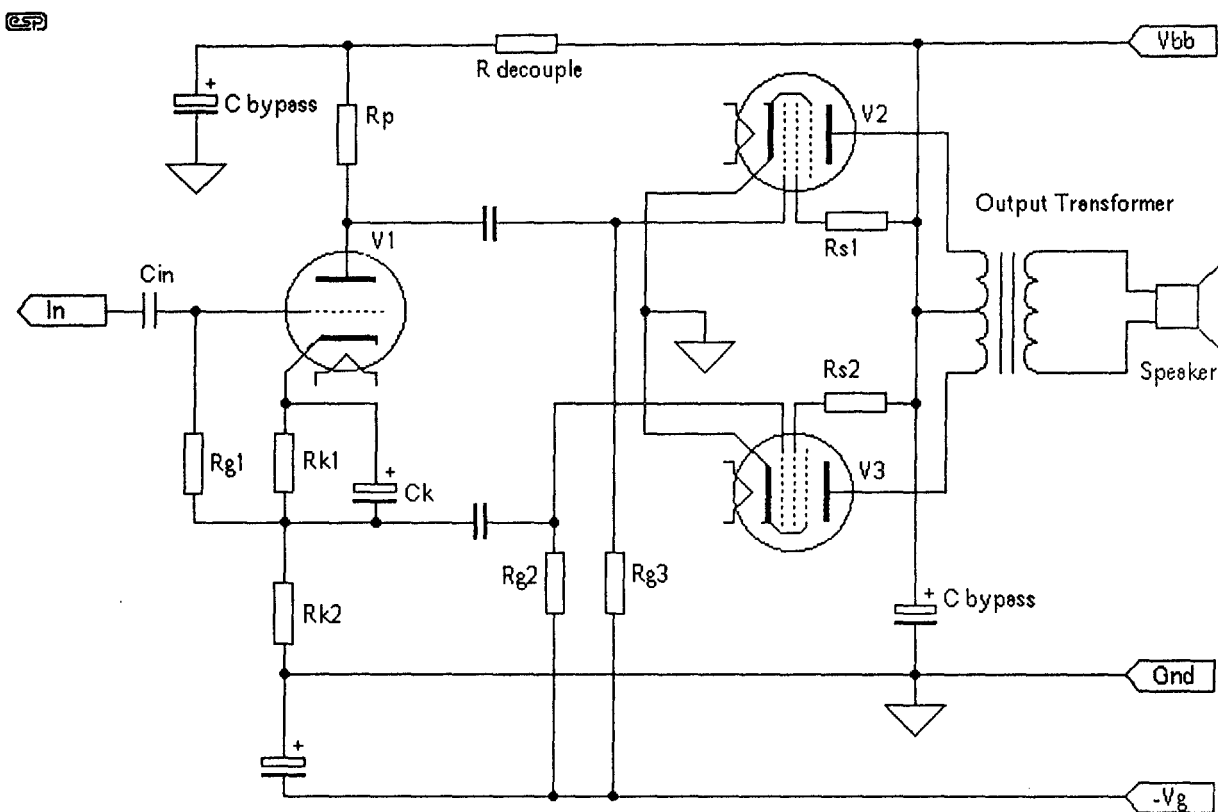 ESP
Vbb
R decouple
+
C bypass
Rp
V2
V1
Output Transformer
Rs1
Cin
In
Rs2
Speaker
Rg1
Rk1
+
Ck
V3
Rg2
Rg3
Rk2
+
C bypass
Gnd
+
-Vg